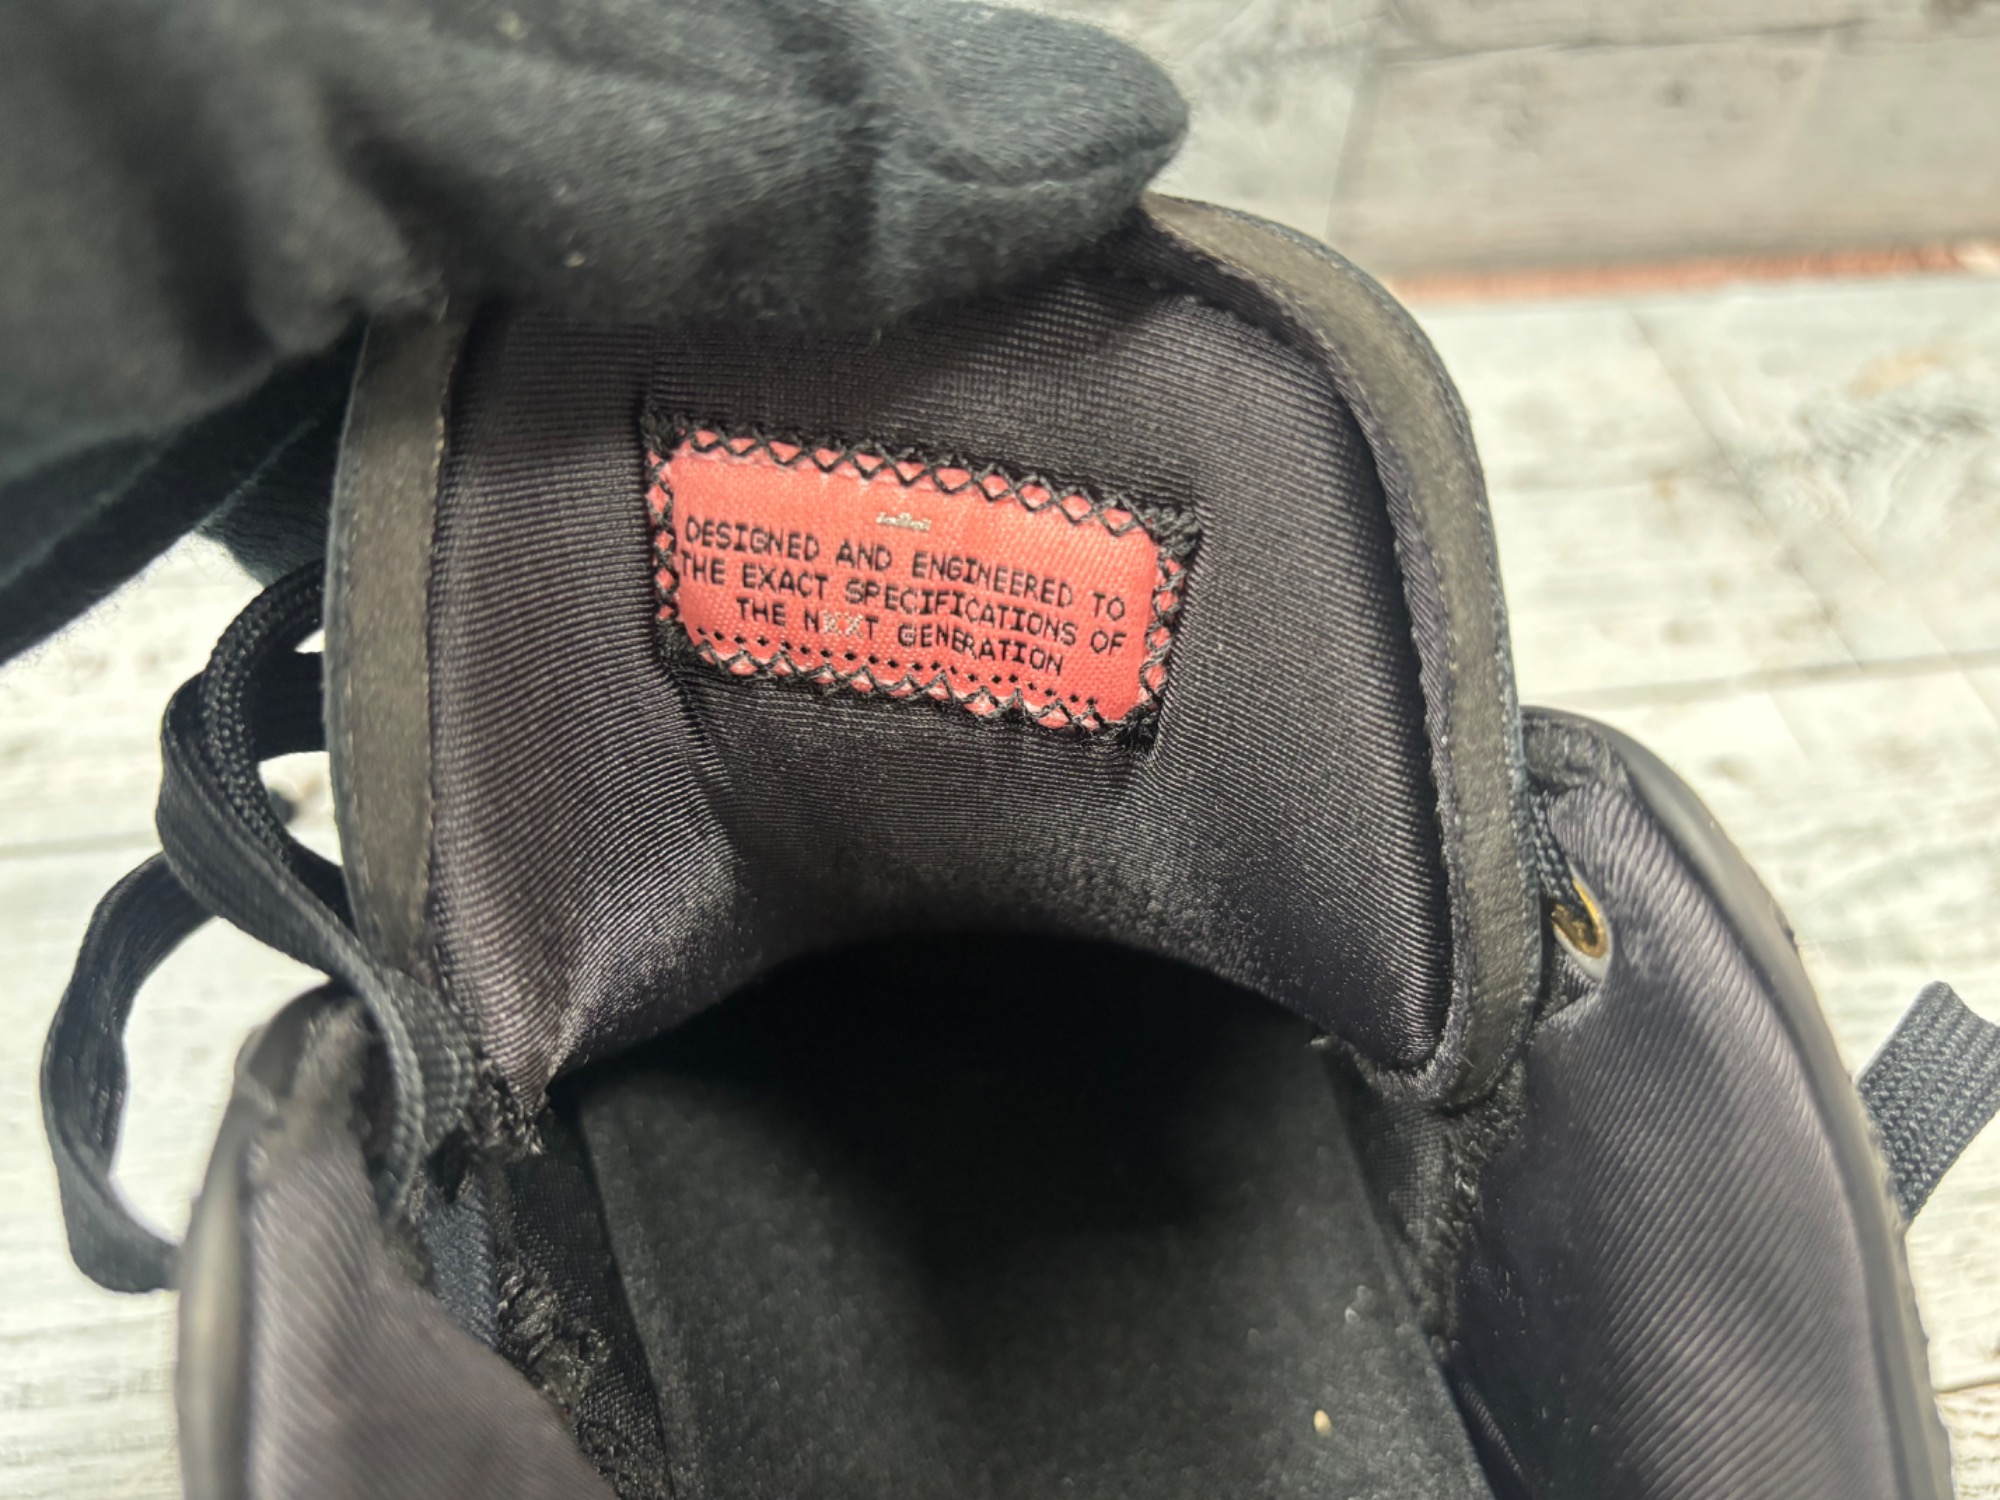 DESIGNED AND ENGINEERED TO
THE EXACT SPECIFICATIONS OF
THE NEXT GENERATION